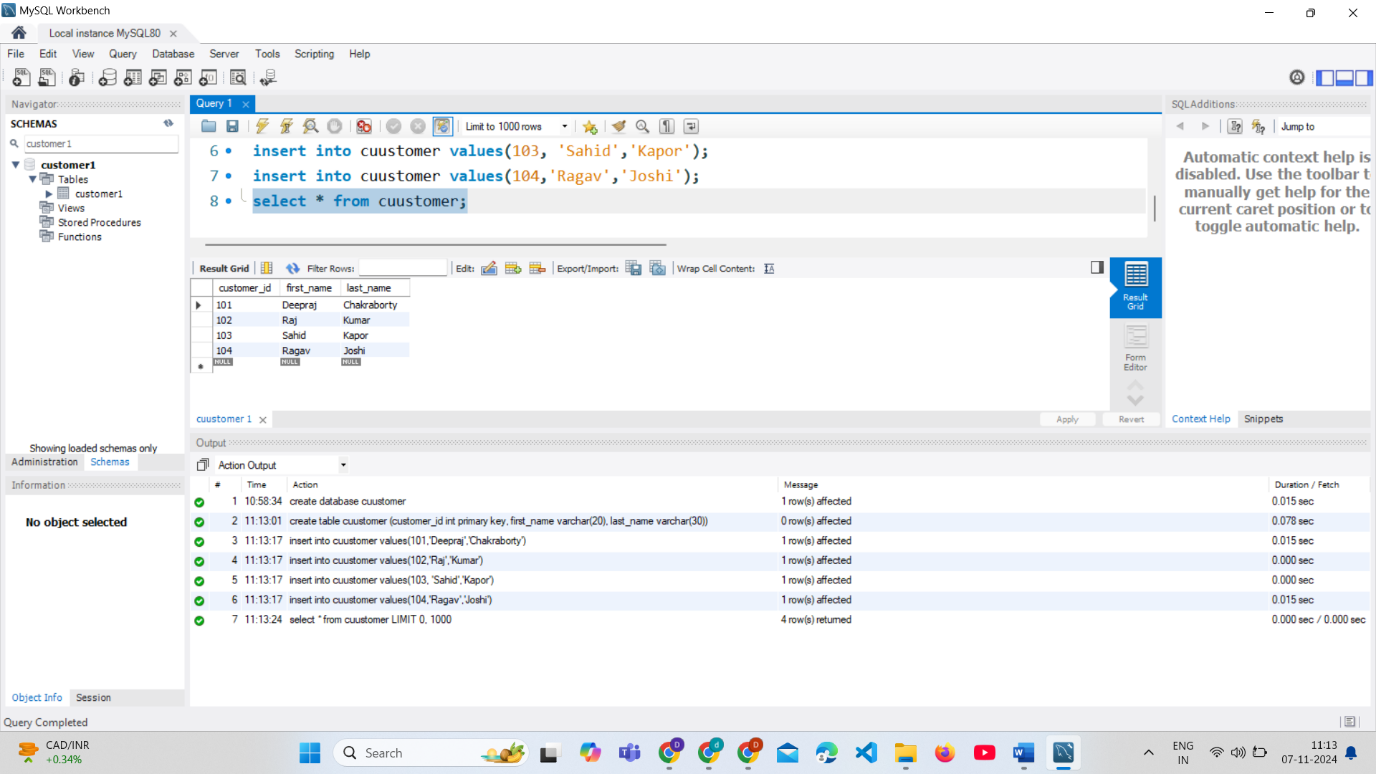 MySQL Workbench
Local instance MySQL80
File Edit View Query Database Server Tools Scripting Help
Navigator
SCHEMAS
customer1
customer1
Tables
customer1
Views
Stored Procedures
Functions
Showing loaded schemas only
Administration Schemas
Information
No object selected
Object Info Session
Query Completed
Query 1
Limit to 1000 rows
6 insert into cuustomer values(103, 'Sahid','Kapor');
7 insert into cuustomer values(104,'Ragav','Joshi');
8 select * from cuustomer;
Result Grid Filter Rows: Edit: Export/Import: Wrap Cell Content:
customer_id first_name last_name
101 Deepraj Chakraborty
102 Raj Kumar
103 Sahid Kapor
104 Ragav Joshi
NULL NULL NULL
Result Grid
Form Editor
cuustomer 1 Apply Revert
SQLAdditions
Jump to
Automatic context help is
disabled. Use the toolbar t
manually get help for the
current caret position or to
toggle automatic help.
Context Help Snippets
Output
Action Output
# Time Action Message Duration / Fetch
1 10:58:34 create database cuustomer 1 row(s) affected 0.015 sec
2 11:13:01 create table cuustomer (customer_id int primary key, first_name varchar(20), last_name varchar(30)) 0 row(s) affected 0.078 sec
3 11:13:17 insert into cuustomer values(101,'Deepraj','Chakraborty') 1 row(s) affected 0.015 sec
4 11:13:17 insert into cuustomer values(102,'Raj','Kumar') 1 row(s) affected 0.000 sec
5 11:13:17 insert into cuustomer values(103, 'Sahid','Kapor') 1 row(s) affected 0.000 sec
6 11:13:17 insert into cuustomer values(104,'Ragav','Joshi') 1 row(s) affected 0.015 sec
7 11:13:24 select * from cuustomer LIMIT 0, 1000 4 row(s) returned 0.000 sec / 0.000 sec
CAD/INR
+0.34%
Search
ENG
IN
11:13
07-11-2024